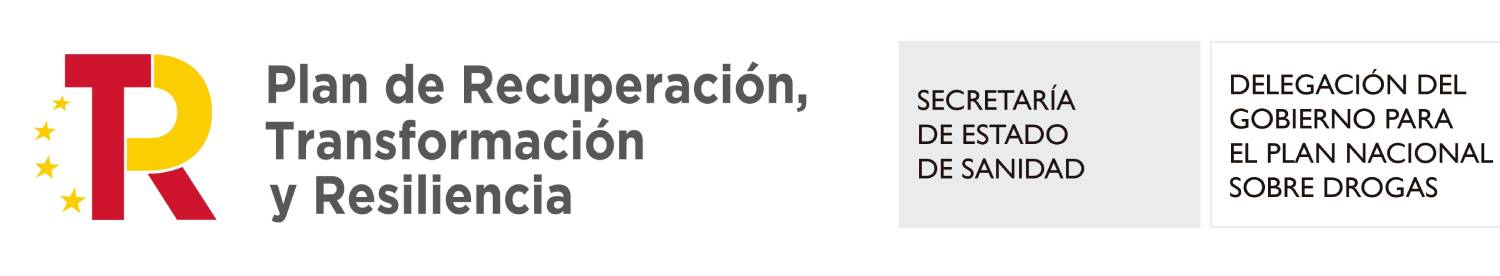 TR
Plan de Recuperación,
Transformación
y Resiliencia
SECRETARÍA
DE ESTADO
DE SANIDAD
DELEGACIÓN DEL
GOBIERNO PARA
EL PLAN NACIONAL
SOBRE DROGAS